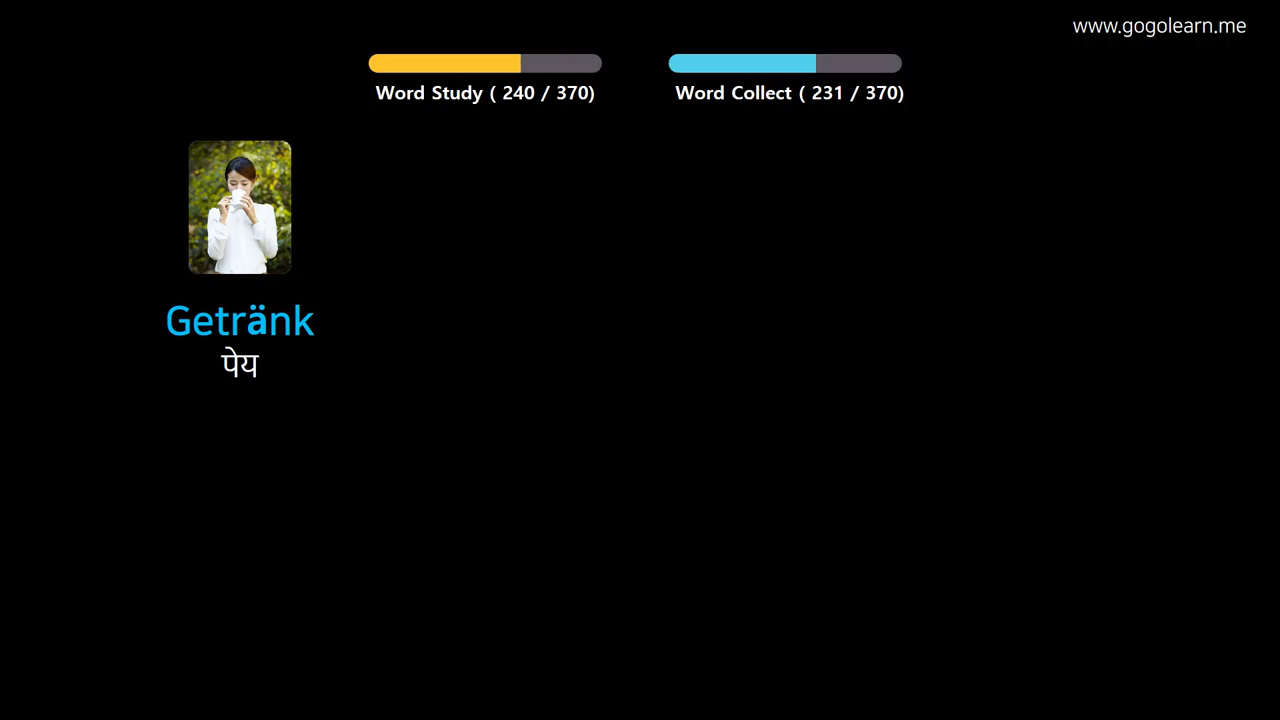 www.gogolearn.me
Word Study ( 240 / 370)
Word Collect ( 231 / 370)
Getränk
पेय